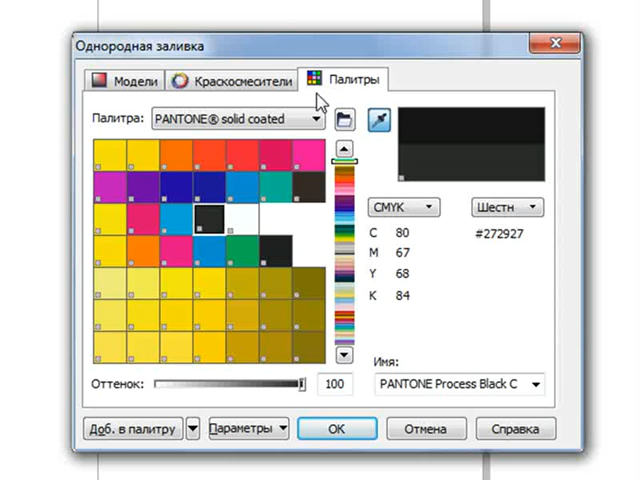 Однородная заливка
Модели Краскосмесители Палитры
Палитра: PANTONE® solid coated
CMYK Шестн
C 80 #272927
M 67
Y 68
K 84
Имя:
Оттенок: 100 PANTONE Process Black C
Доб. в палитру Параметры OK Отмена Справка